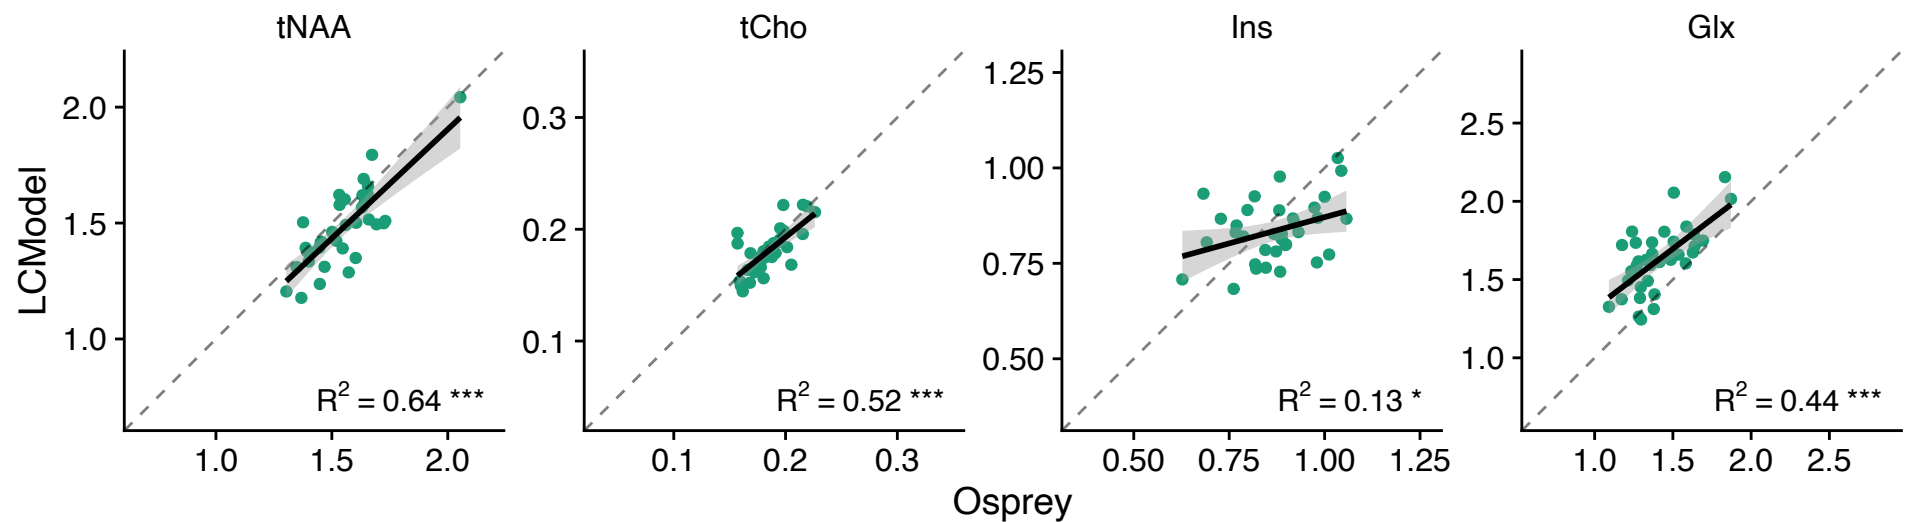 tNAA
tCho
Ins
Glx
LCModel
2.0
1.5
1.0
R² = 0.64 ***
1.0 1.5 2.0
0.3
0.2
0.1
R² = 0.52 ***
0.1 0.2 0.3
1.25
1.00
0.75
0.50
R² = 0.13 *
0.50 0.75 1.00 1.25
2.5
2.0
1.5
1.0
R² = 0.44 ***
1.0 1.5 2.0 2.5
Osprey